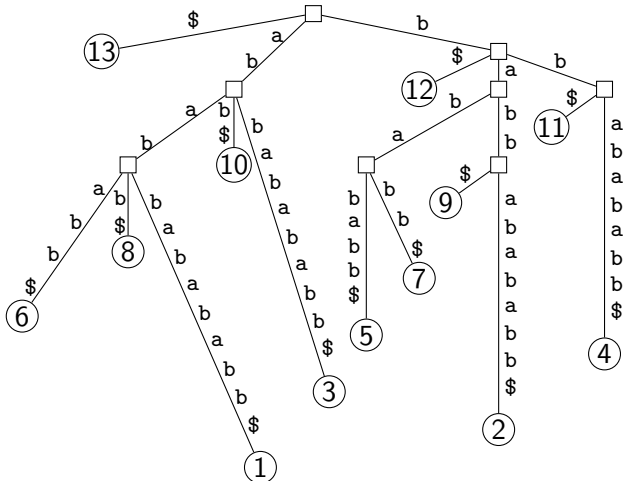 $
a b
b
13
$
a
b
12
$
11
a b
b $
b a b a b a b b $
10
b a
b b
a b a b a b b $
a b b $
b $
b a b a b a b b $
8
b a b b $
b b $
$
9
a b a b a b b $
7
6
5
4
3
2
1